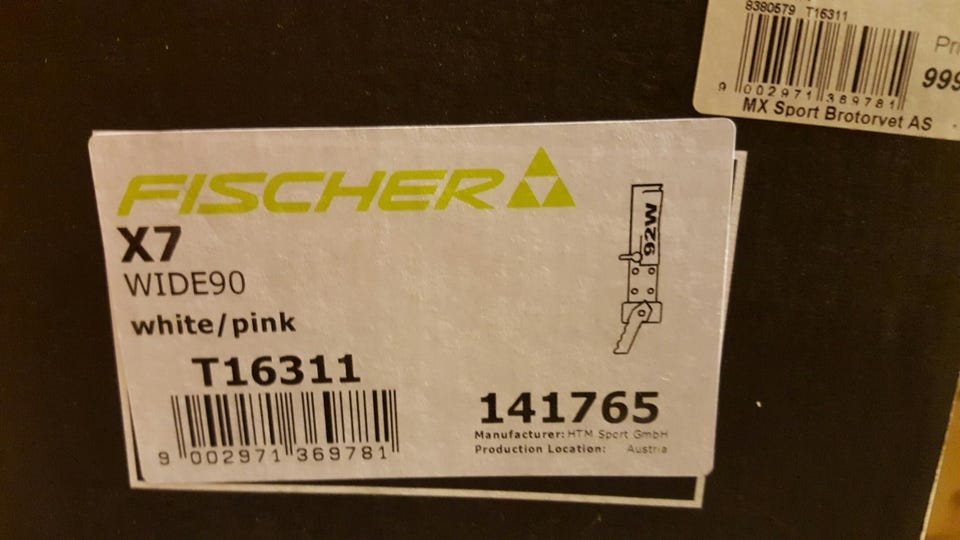 8380579 T16311
999
9 002971 369781
MX Sport Brotorvet AS
FISCHER
X7
WIDE90
white/pink
T16311
9 002971 369781
92W
141765
Manufacturer: HTM Sport GmbH
Production Location: Austria